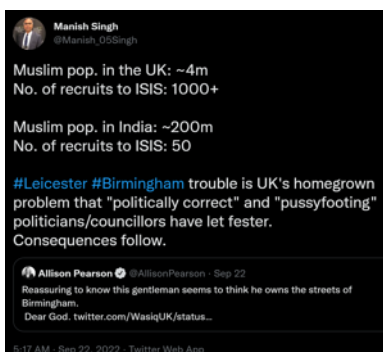 Manish Singh
@Manish_05Singh
Muslim pop. in the UK: ~4m
No. of recruits to ISIS: 1000+
Muslim pop. in India: ~200m
No. of recruits to ISIS: 50
#Leicester #Birmingham trouble is UK's homegrown
problem that "politically correct" and "pussyfooting"
politicians/councillors have let fester.
Consequences follow.
Allison Pearson @AllisonPearson · Sep 22
Reassuring to know this gentleman seems to think he owns the streets of
Birmingham.
Dear God. twitter.com/WasiqUK/status...
5:17 AM · Sep 22, 2022 · Twitter Web App